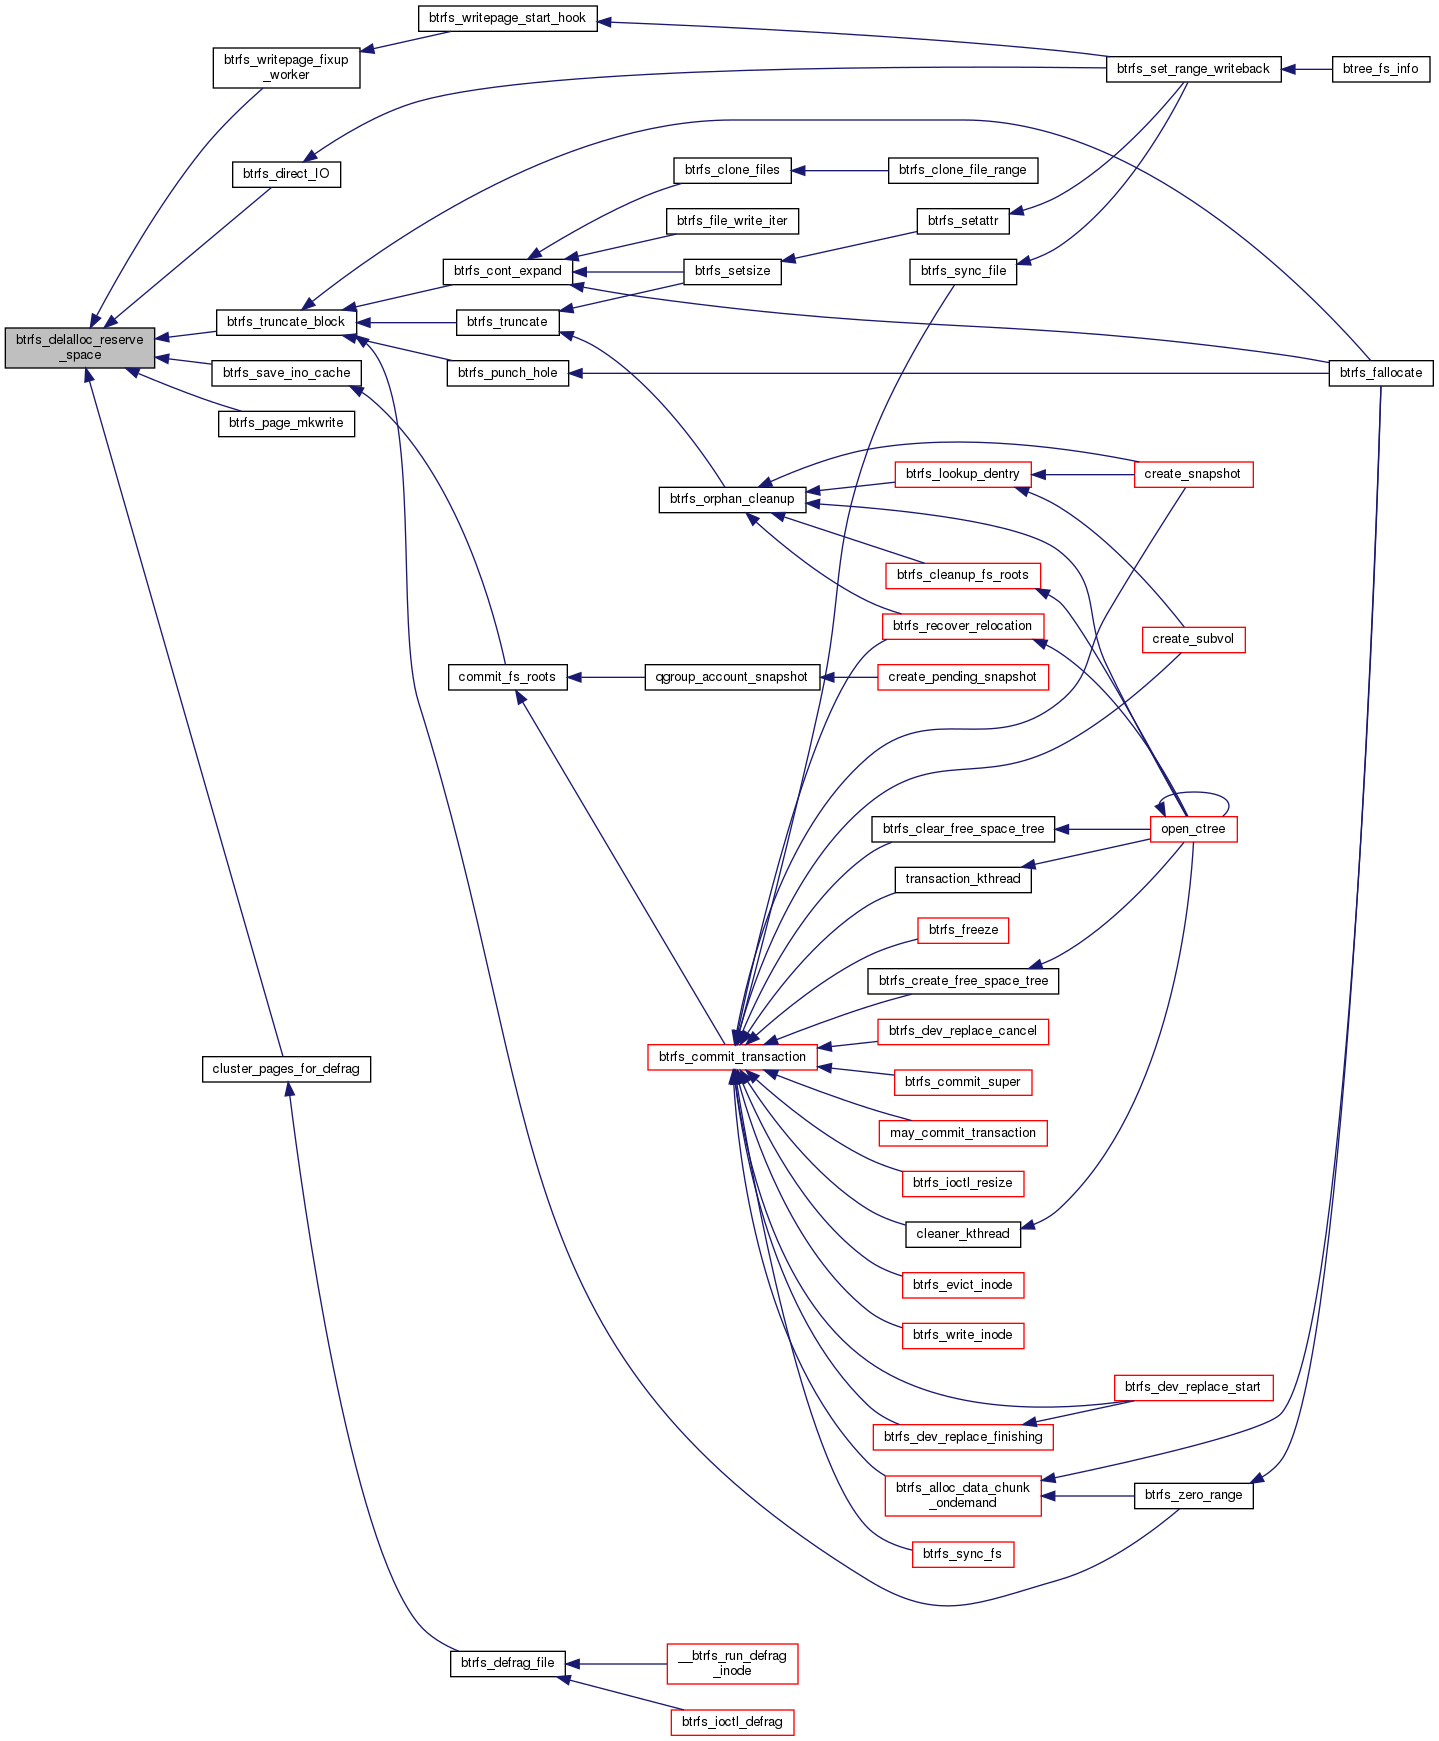 btrfs_writepage_start_hook
btrfs_writepage_fixup
_worker
btrfs_set_range_writeback
btree_fs_info
btrfs_direct_IO
btrfs_clone_files
btrfs_clone_file_range
btrfs_file_write_iter
btrfs_setattr
btrfs_cont_expand
btrfs_setsize
btrfs_sync_file
btrfs_truncate_block
btrfs_truncate
btrfs_delalloc_reserve
_space
btrfs_save_ino_cache
btrfs_punch_hole
btrfs_fallocate
btrfs_page_mkwrite
btrfs_lookup_dentry
create_snapshot
btrfs_orphan_cleanup
btrfs_cleanup_fs_roots
btrfs_recover_relocation
create_subvol
commit_fs_roots
qgroup_account_snapshot
create_pending_snapshot
btrfs_clear_free_space_tree
open_ctree
transaction_kthread
btrfs_freeze
btrfs_create_free_space_tree
btrfs_dev_replace_cancel
btrfs_commit_transaction
cluster_pages_for_defrag
btrfs_commit_super
may_commit_transaction
btrfs_ioctl_resize
cleaner_kthread
btrfs_evict_inode
btrfs_write_inode
btrfs_dev_replace_start
btrfs_dev_replace_finishing
btrfs_alloc_data_chunk
_ondemand
btrfs_zero_range
btrfs_sync_fs
btrfs_defrag_file
__btrfs_run_defrag
_inode
btrfs_ioctl_defrag